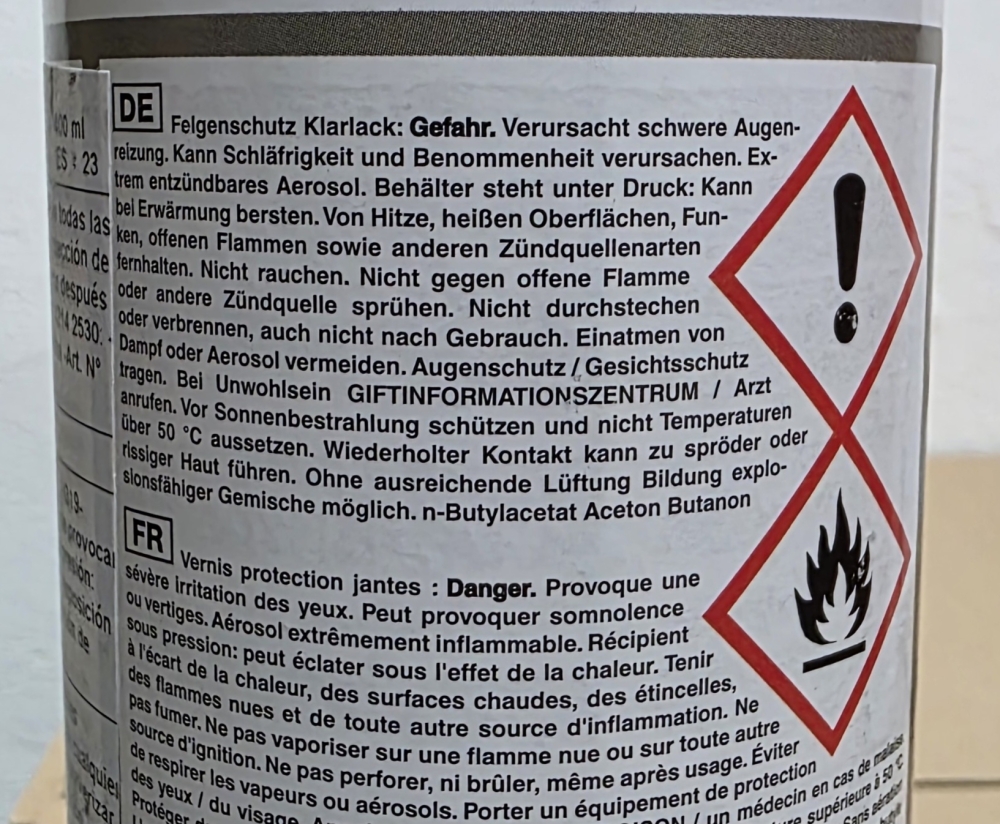 DE
Felgenschutz Klarlack: Gefahr. Verursacht schwere Augen-
reizung. Kann Schläfrigkeit und Benommenheit verursachen. Ex-
trem entzündbares Aerosol. Behälter steht unter Druck: Kann
bei Erwärmung bersten. Von Hitze, heißen Oberflächen, Fun-
ken, offenen Flammen sowie anderen Zündquellenarten
fernhalten. Nicht rauchen. Nicht gegen offene Flamme
oder andere Zündquelle sprühen. Nicht durchstechen
oder verbrennen, auch nicht nach Gebrauch. Einatmen von
Dampf oder Aerosol vermeiden. Augenschutz / Gesichtsschutz
tragen. Bei Unwohlsein GIFTINFORMATIONSZENTRUM / Arzt
anrufen. Vor Sonnenbestrahlung schützen und nicht Temperaturen
über 50 °C aussetzen. Wiederholter Kontakt kann zu spröder oder
rissiger Haut führen. Ohne ausreichende Lüftung Bildung explo-
sionsfähiger Gemische möglich. n-Butylacetat Aceton Butanon
FR
Vernis protection jantes : Danger. Provoque une
sévère irritation des yeux. Peut provoquer somnolence
ou vertiges. Aérosol extrêmement inflammable. Récipient
sous pression: peut éclater sous l'effet de la chaleur. Tenir
à l'écart de la chaleur, des surfaces chaudes, des étincelles,
des flammes nues et de toute autre source d'inflammation. Ne
pas fumer. Ne pas vaporiser sur une flamme nue ou sur toute autre
source d'ignition. Ne pas perforer, ni brûler, même après usage. Éviter
de respirer les vapeurs ou aérosols. Porter un équipement de protection
des yeux / du visage. / un médecin en cas de malaise
Protéger supérieure à 50 °C
Sans aération
ml
23
todas las
de
después
2530.
Art. N°
provocar
de